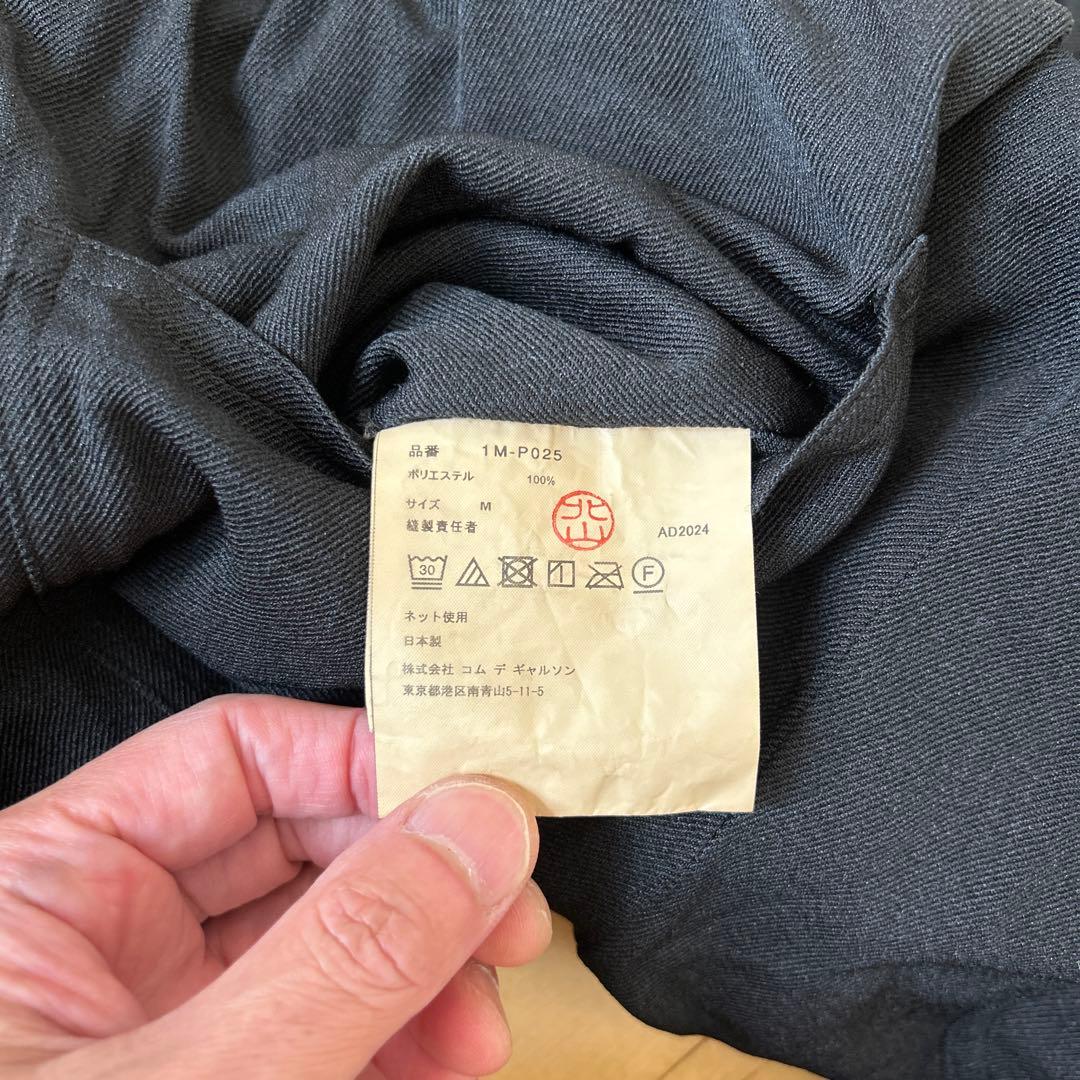 品番 1M-P025
ポリエステル 100%
サイズ M
縫製責任者 北山 AD2024
30 1 F
ネット使用
日本製
株式会社 コム デ ギャルソン
東京都港区南青山5-11-5